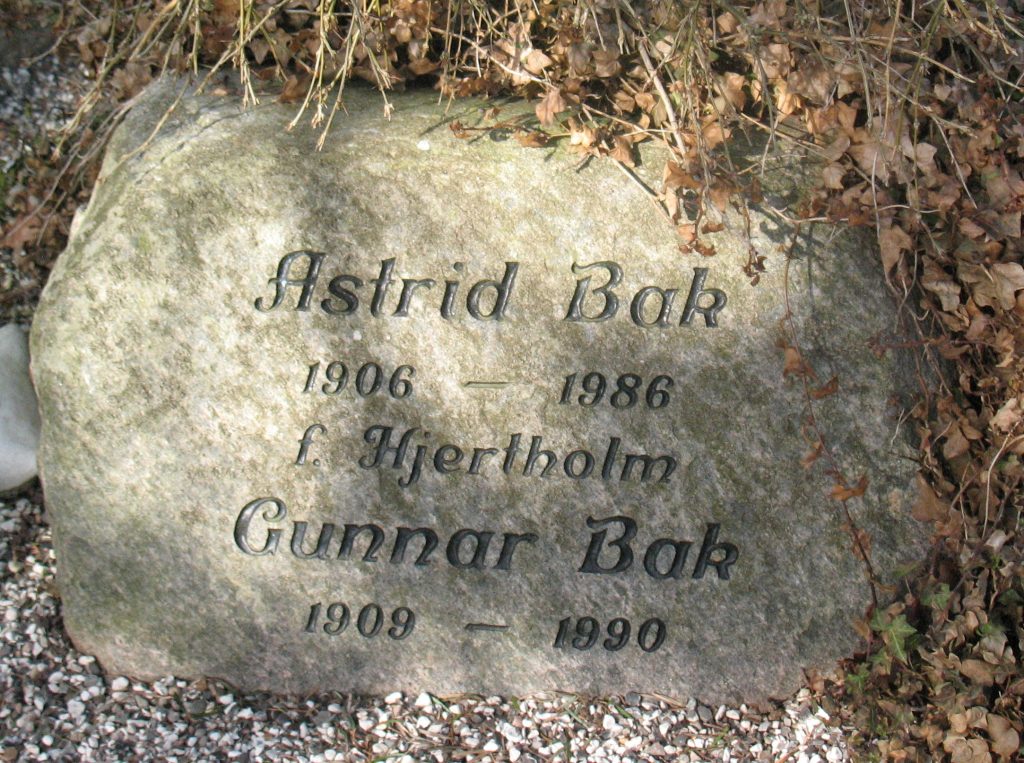 Astrid Bak
1906 — 1986
f. Hjertholm
Gunnar Bak
1909 — 1990